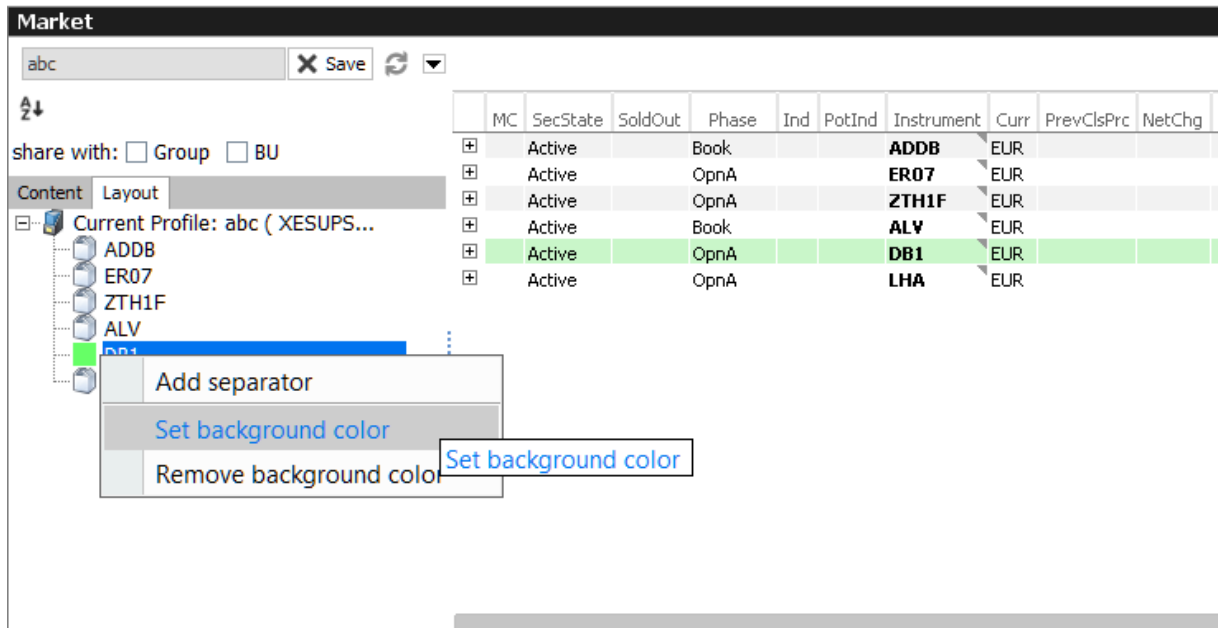 Market
abc
Save
A
Z
share with: Group BU
Content Layout
Current Profile: abc ( XESUPS...
ADDB
ER07
ZTH1F
ALV
DB1
Add separator
Set background color
Remove background color
Set background color
MC SecState SoldOut Phase Ind PotInd Instrument Curr PrevClsPrc NetChg
Active Book ADDB EUR
Active OpnA ER07 EUR
Active OpnA ZTH1F EUR
Active Book ALV EUR
Active OpnA DB1 EUR
Active OpnA LHA EUR